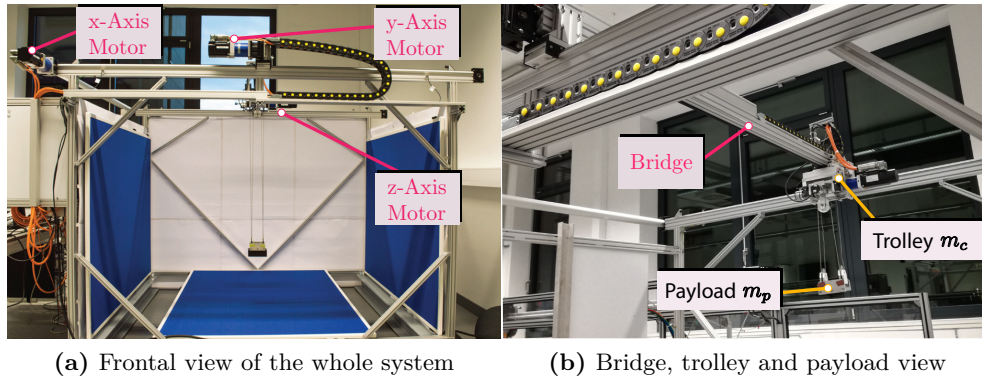 x-Axis
Motor
y-Axis
Motor
z-Axis
Motor
Bridge
Trolley m_c
Payload m_p
(a) Frontal view of the whole system
(b) Bridge, trolley and payload view